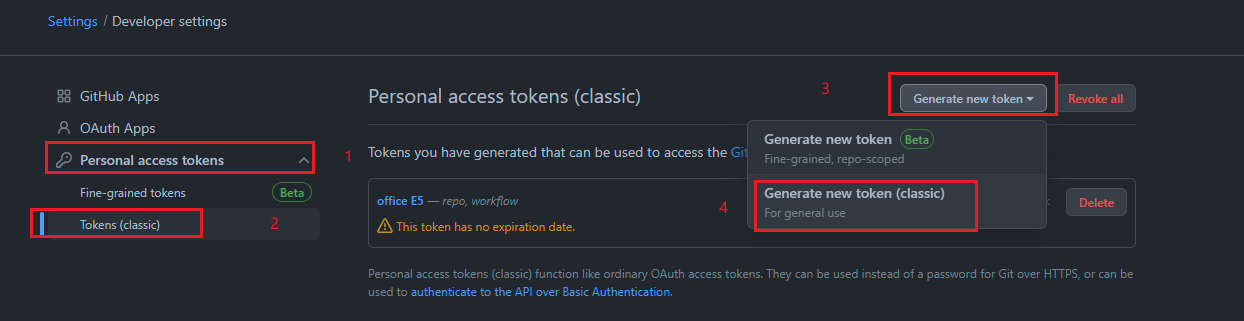 Settings / Developer settings
GitHub Apps
OAuth Apps
Personal access tokens
1
Fine-grained tokens Beta
Tokens (classic)
2
Personal access tokens (classic)
3
Generate new token
Revoke all
Generate new token Beta
Fine-grained, repo-scoped
Generate new token (classic)
For general use
4
Tokens you have generated that can be used to access the Git
office E5 — repo, workflow
Delete
This token has no expiration date.
Personal access tokens (classic) function like ordinary OAuth access tokens. They can be used instead of a password for Git over HTTPS, or can be
used to authenticate to the API over Basic Authentication.